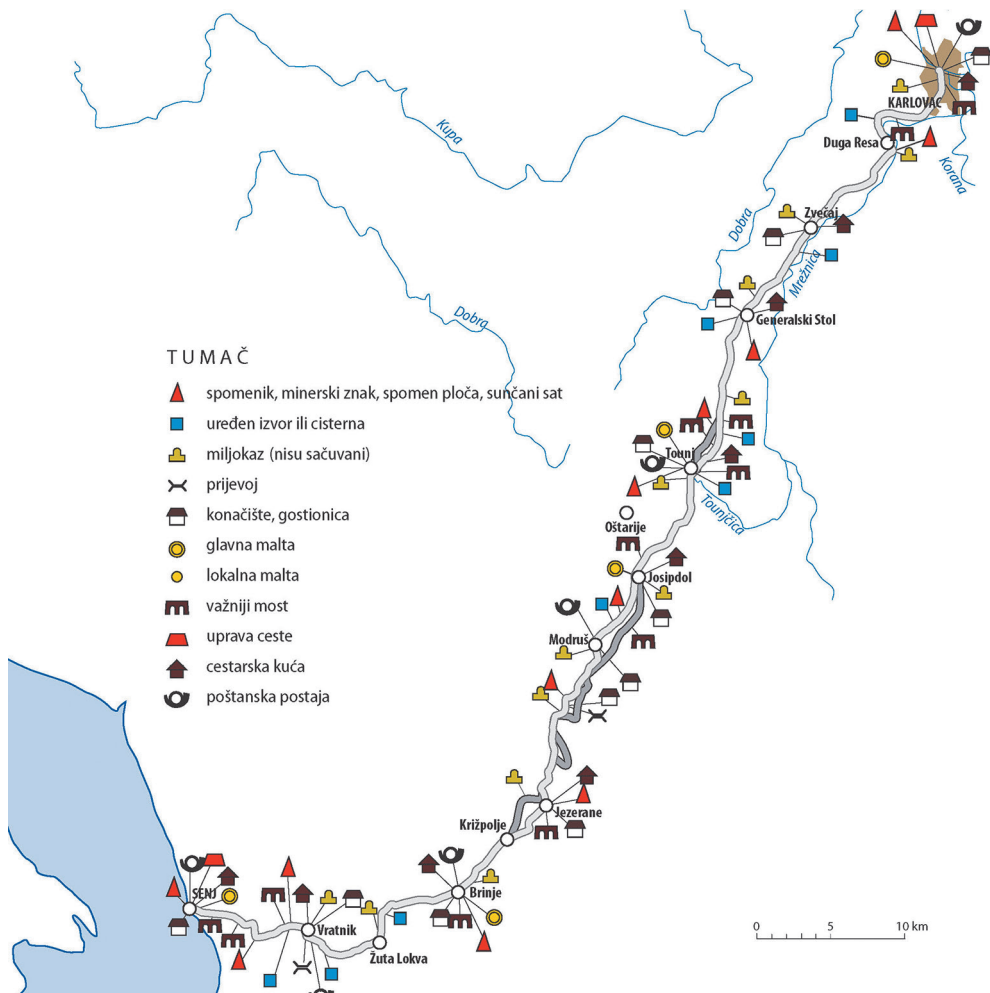 KARLOVAC
Duga Resa
Korana
Kupa
Zvečaj
Dobra
Mrežnica
Dobra
Generalski Stol
TUMAČ
spomenik, minerski znak, spomen ploča, sunčani sat
uređen izvor ili cisterna
miljokaz (nisu sačuvani)
prijevoj
konačište, gostionica
glavna malta
lokalna malta
važniji most
uprava ceste
cestarska kuća
poštanska postaja
Tounj
Tounjčica
Oštarije
Josipdol
Modruš
Jezerane
Križpolje
Brinje
SENJ
Vratnik
Žuta Lokva
0 5 10 km